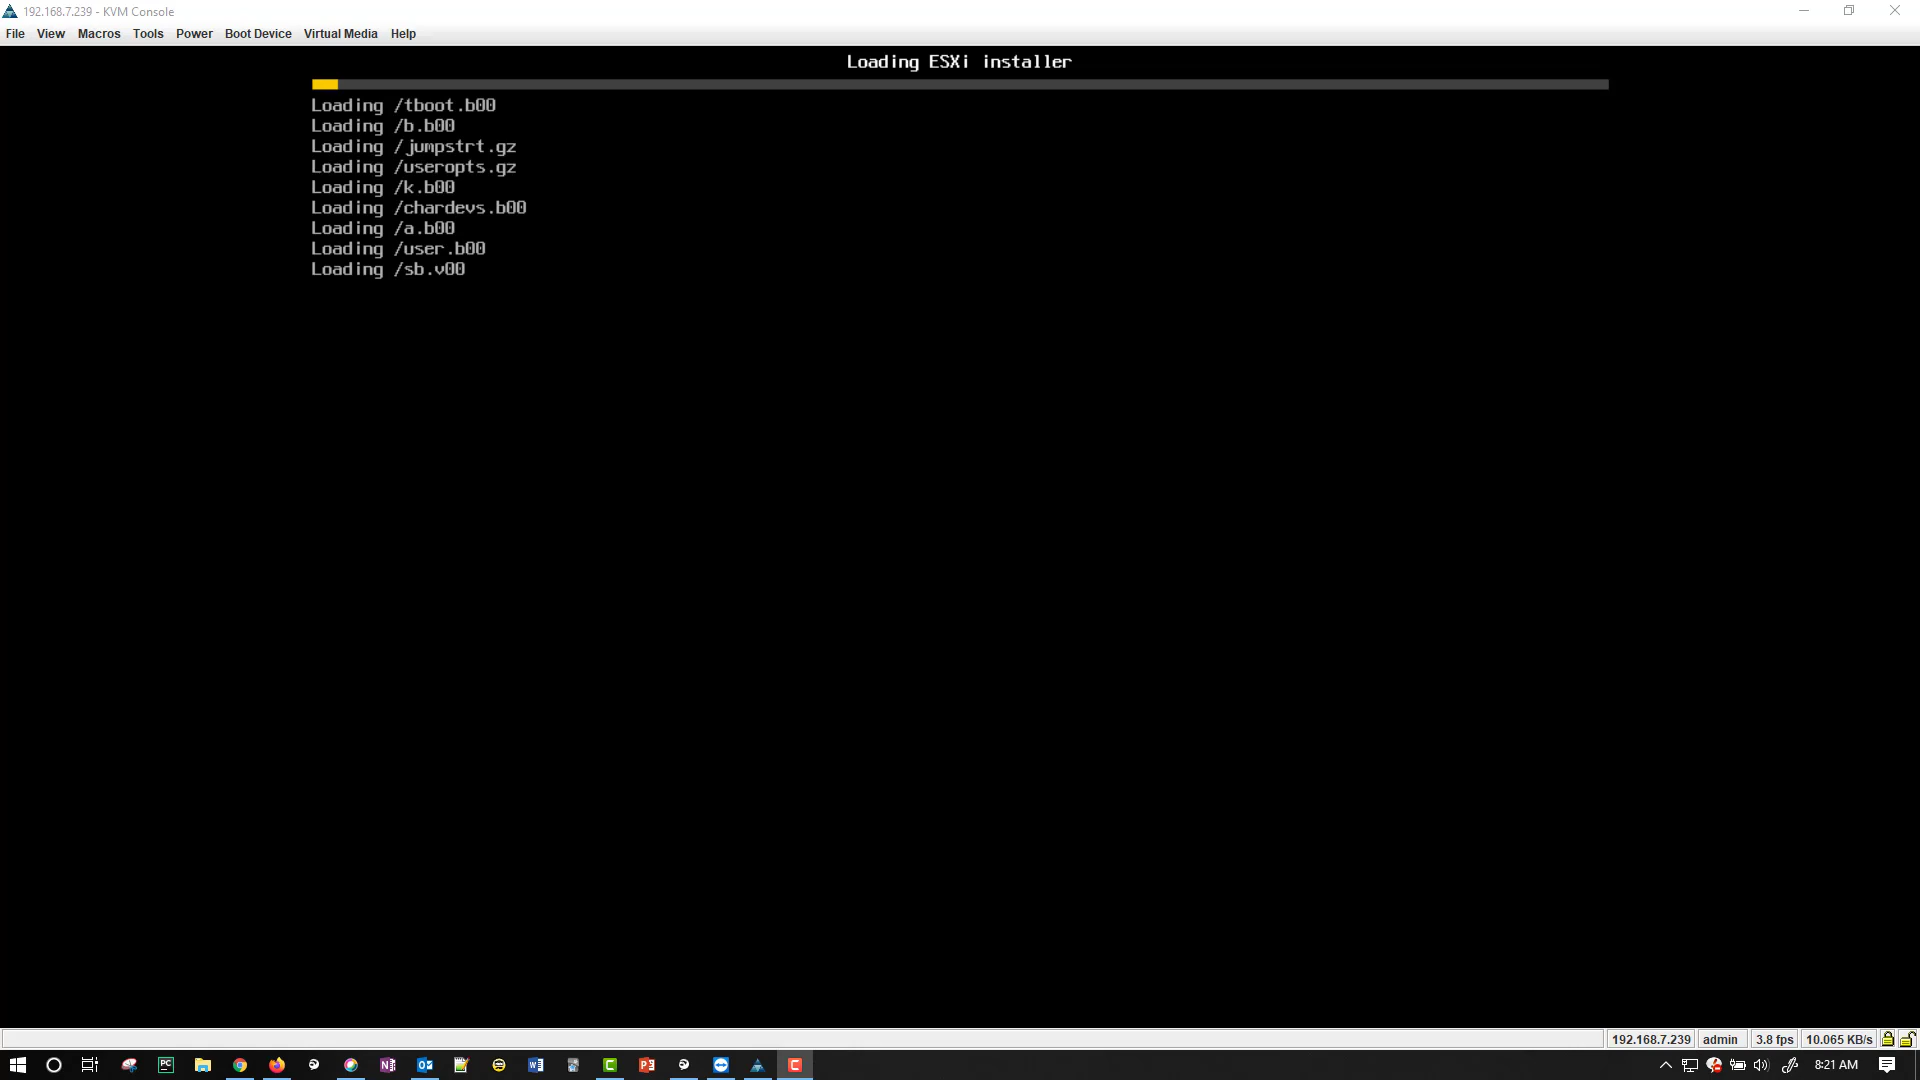 192.168.7.239 - KVM Console
File View Macros Tools Power Boot Device Virtual Media Help
Loading ESXi installer
Loading /tboot.b00
Loading /b.b00
Loading /jumpstrt.gz
Loading /useropts.gz
Loading /k.b00
Loading /chardevs.b00
Loading /a.b00
Loading /user.b00
Loading /sb.v00
192.168.7.239 admin 3.8 fps 10.065 KB/s
8:21 AM